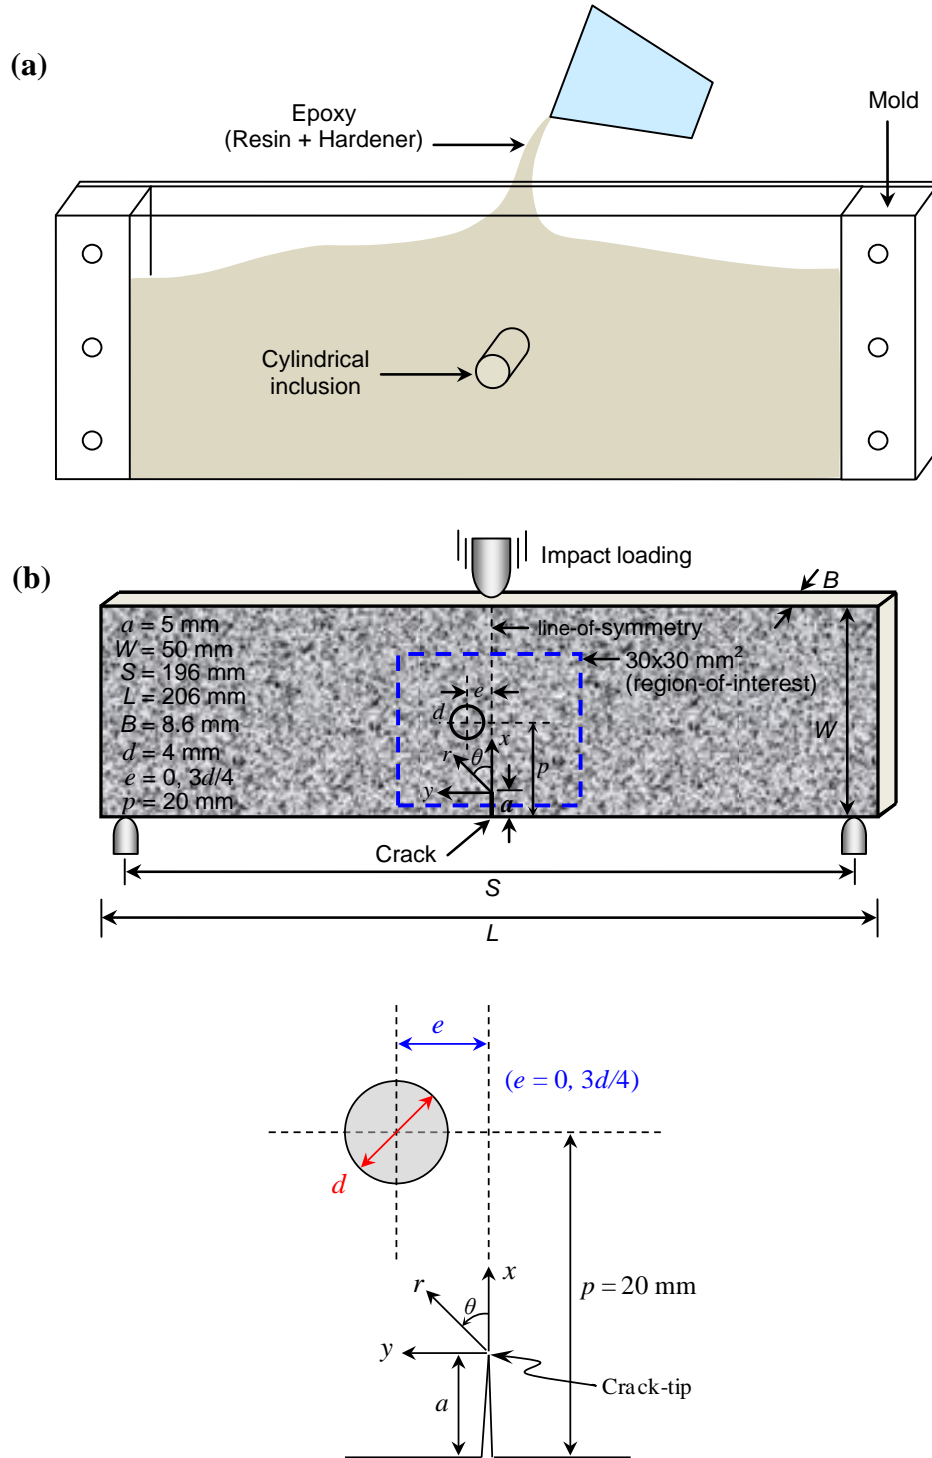 (a)
Epoxy
(Resin + Hardener)
Mold
Cylindrical
inclusion
(b)
Impact loading
B
a = 5 mm
W = 50 mm
S = 196 mm
L = 206 mm
B = 8.6 mm
d = 4 mm
e = 0, 3d/4
p = 20 mm
line-of-symmetry
30x30 mm²
(region-of-interest)
e
d
x
W
r
θ
p
y
a
Crack
S
L
e
(e = 0, 3d/4)
d
x
r
θ
p = 20 mm
y
a
Crack-tip